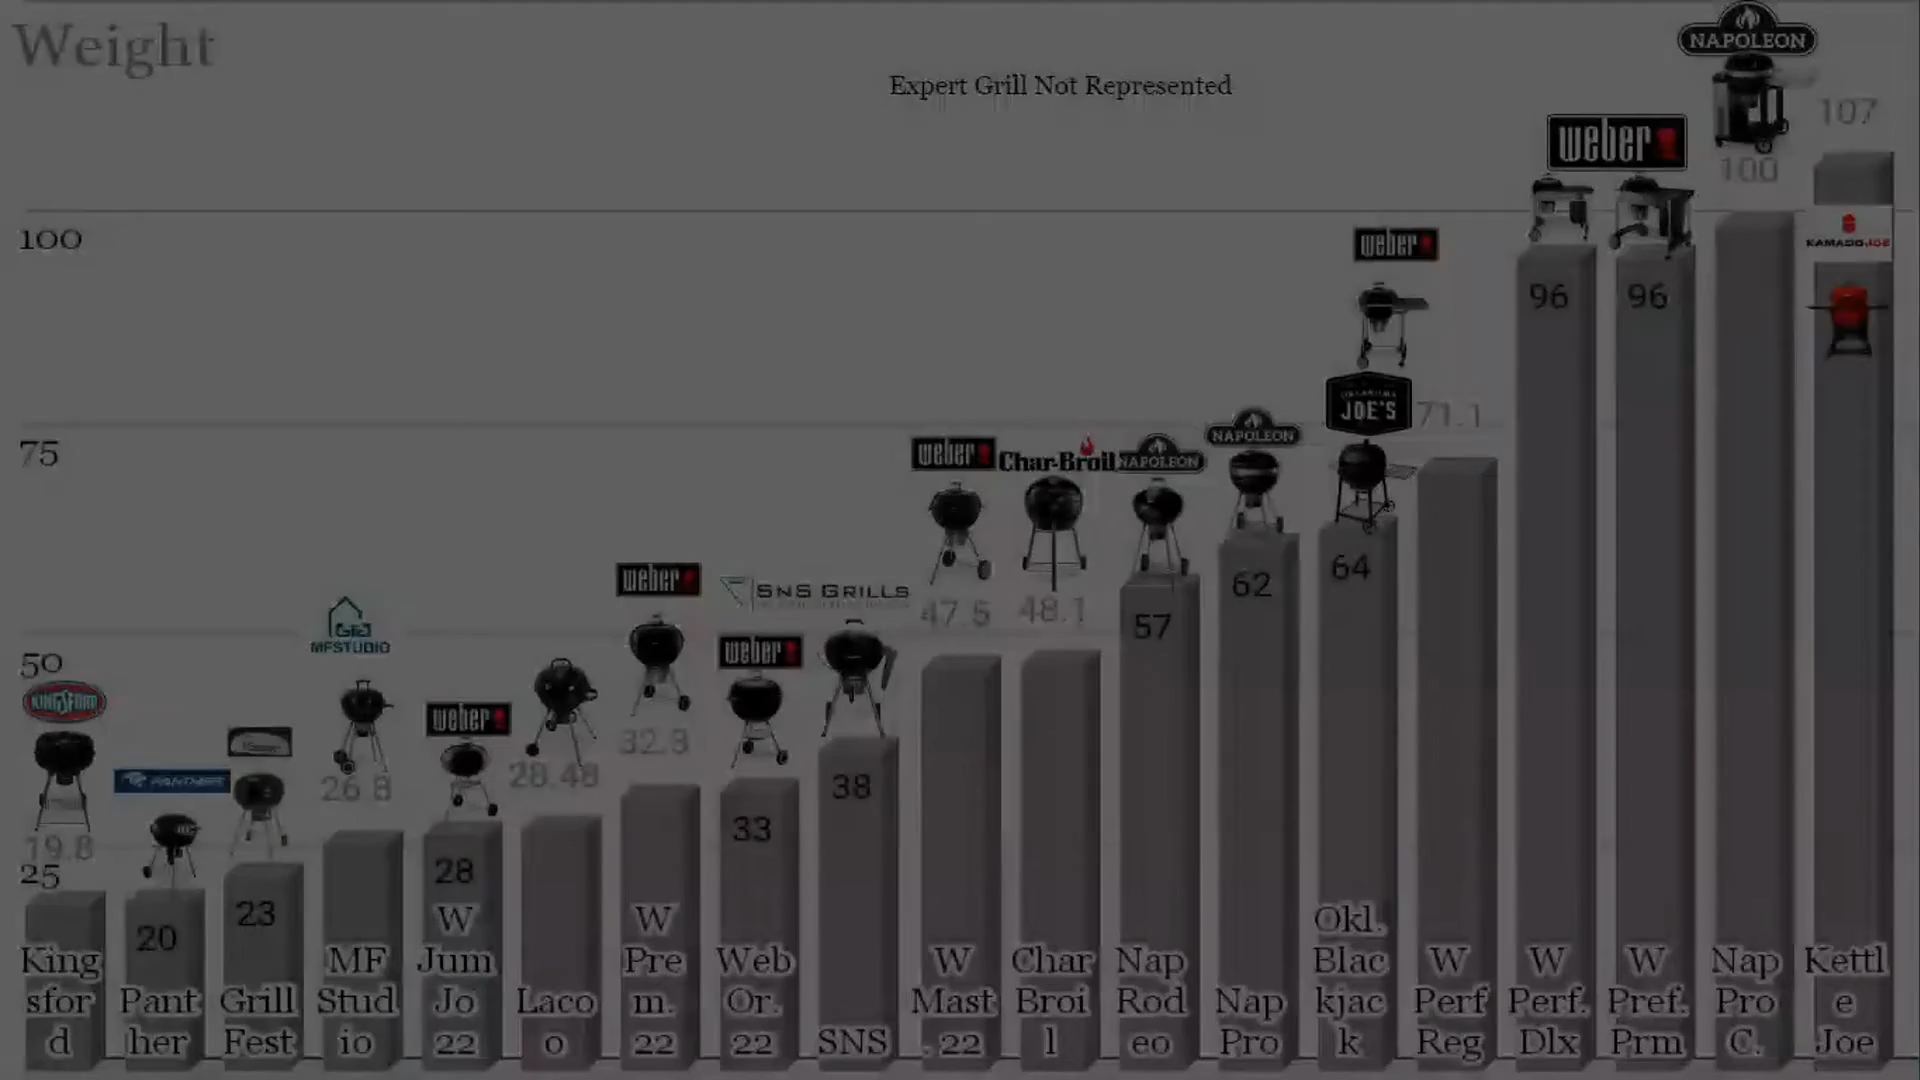 Weight
Expert Grill Not Represented
NAPOLEON
107
weber
100
100
weber
KAMADO JOE
96
96
JOE'S
71.1
75
NAPOLEON
weber
Char-Broil
NAPOLEON
64
62
weber
SnS GRILLS
47.5
48.1
57
MFSTUDIO
weber
50
KINGSFORD
weber
32.8
28.48
26.8
38
PANTHER
33
19.8
25
28
23
20
King
sfor
d
Pant
her
Grill
Fest
MF
Stud
io
W
Jum
Jo
22
Laco
o
W
Pre
m.
22
Web
Or.
22
SNS
W
Mast
. 22
Char
Broi
l
Nap
Rod
eo
Nap
Pro
Okl.
Blac
kjac
k
W
Perf
Reg
W
Perf.
Dlx
W
Pref.
Prm
Nap
Pro
C.
Kettl
e
Joe